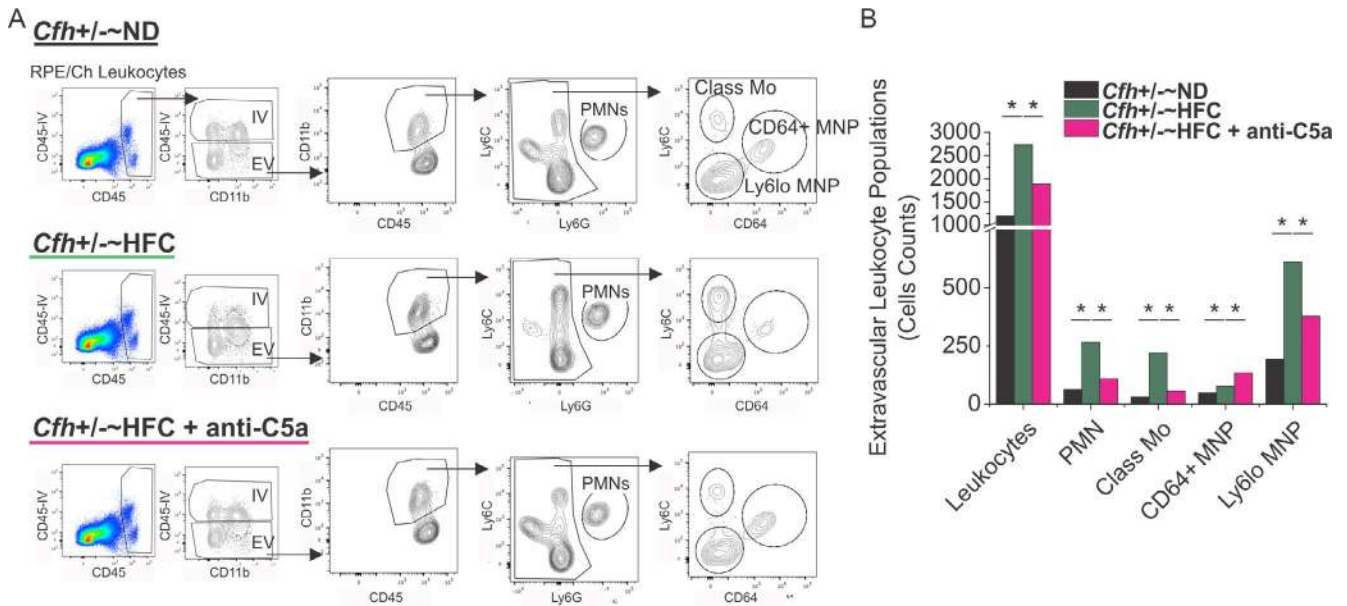 A
Cfh+/-~ND
RPE/Ch Leukocytes
CD45-IV
CD45
CD45-IV
IV
EV
CD11b
CD11b
CD45
Ly6C
PMNs
Ly6G
Ly6C
Class Mo
CD64+ MNP
Ly6lo MNP
CD64
Cfh+/-~HFC
CD45-IV
CD45
CD45-IV
IV
EV
CD11b
CD11b
CD45
Ly6C
PMNs
Ly6G
Ly6C
CD64
Cfh+/-~HFC + anti-C5a
CD45-IV
CD45
CD45-IV
IV
EV
CD11b
CD11b
CD45
Ly6C
PMNs
Ly6G
Ly6C
CD64
B
Cfh+/-~ND
Cfh+/-~HFC
Cfh+/-~HFC + anti-C5a
Extravascular Leukocyte Populations
(Cells Counts)
3000
2750
2500
2250
2000
1750
1500
1250
1000
500
250
0
* *
* *
* *
* *
* *
Leukocytes
PMN
Class Mo
CD64+ MNP
Ly6lo MNP